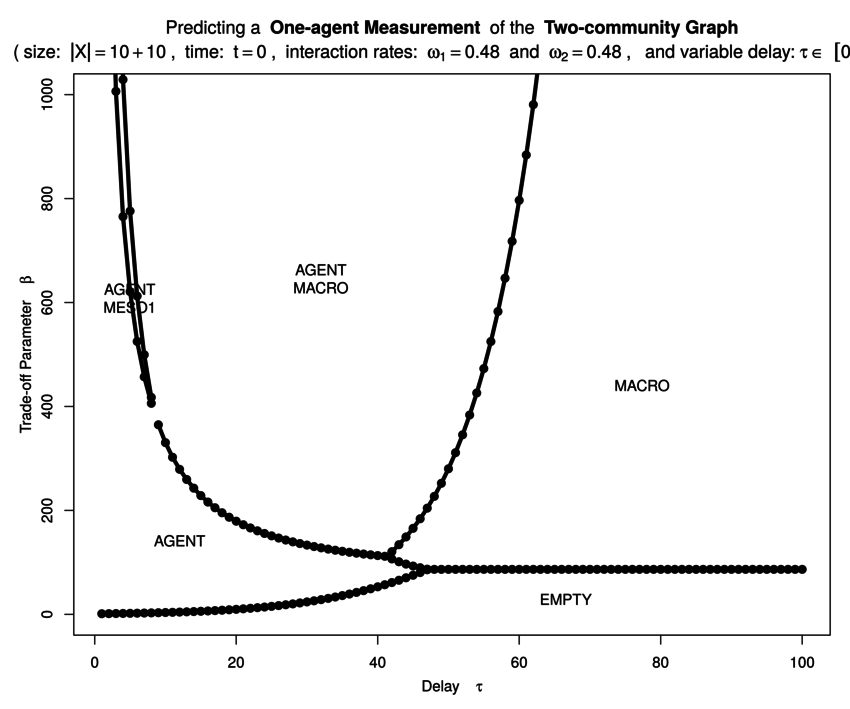 Predicting a One-agent Measurement of the Two-community Graph
( size: |X| = 10 + 10 , time: t = 0 , interaction rates: ω₁ = 0.48 and ω₂ = 0.48 , and variable delay: τ ∈ [0
1000
800
600
400
200
0
Trade-off Parameter β
AGENT
MACRO
AGENT
MESO1
MACRO
AGENT
EMPTY
0 20 40 60 80 100
Delay τ